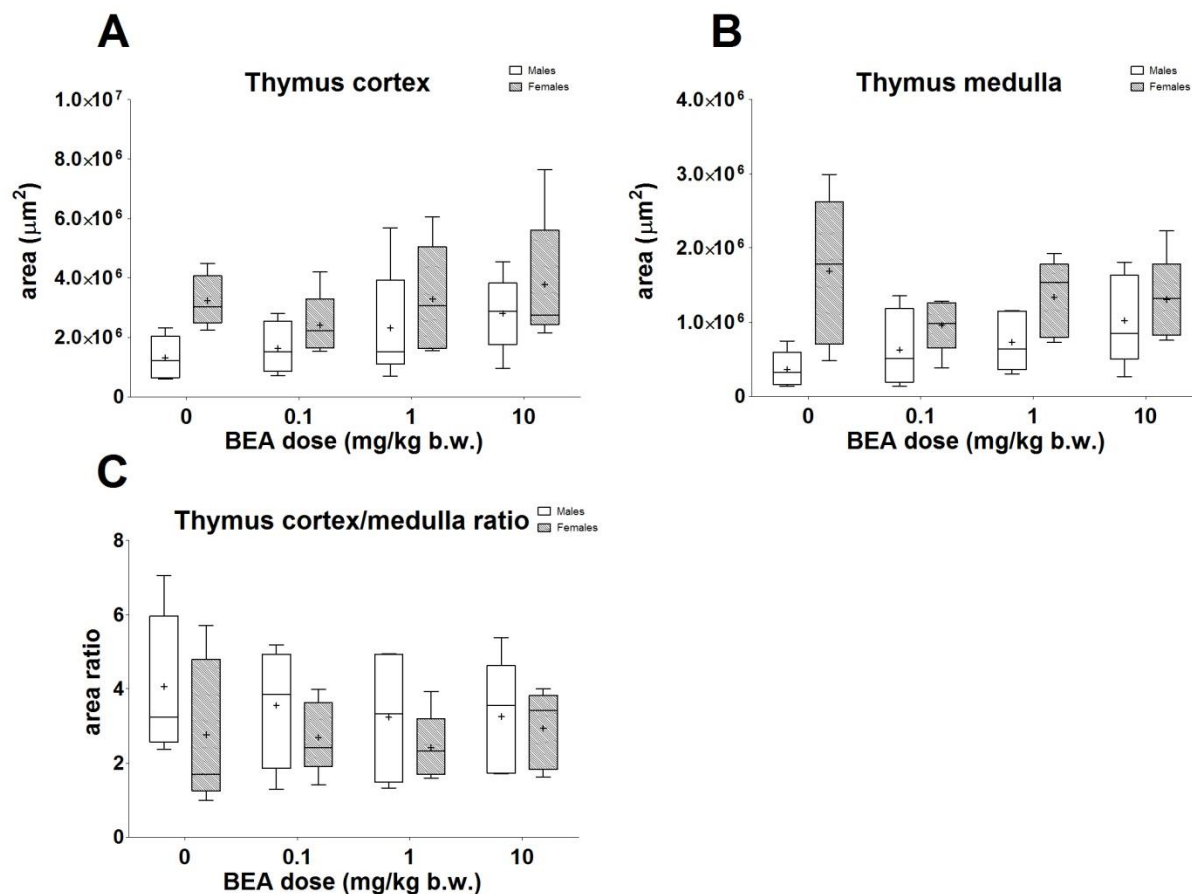 A
Thymus cortex
Males
Females
1.0×10⁷
8.0×10⁶
6.0×10⁶
4.0×10⁶
2.0×10⁶
0
area (μm²)
0 0.1 1 10
BEA dose (mg/kg b.w.)
B
Thymus medulla
Males
Females
4.0×10⁶
3.0×10⁶
2.0×10⁶
1.0×10⁶
0
area (μm²)
0 0.1 1 10
BEA dose (mg/kg b.w.)
C
Thymus cortex/medulla ratio
Males
Females
8
6
4
2
0
area ratio
0 0.1 1 10
BEA dose (mg/kg b.w.)